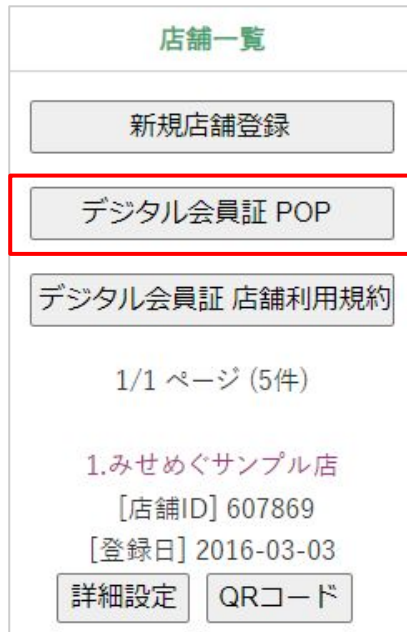 店舗一覧
新規店舗登録
デジタル会員証 POP
デジタル会員証 店舗利用規約
1/1 ページ (5件)
1.みせめぐサンプル店
[店舗ID] 607869
[登録日] 2016-03-03
詳細設定 QRコード